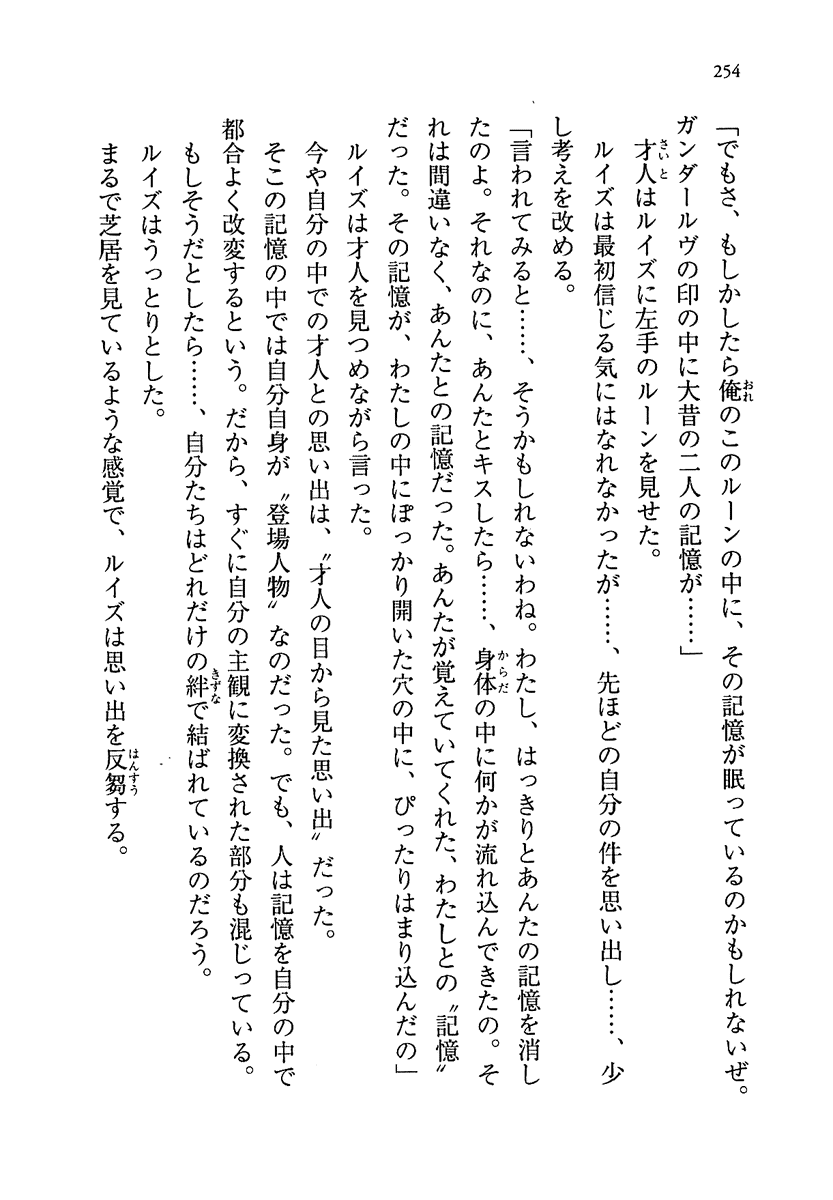 254
「でもさ、もしかしたら俺のこのルーンの中に、その記憶が眠っているのかもしれないぜ。
ガンダールヴの印の中に大昔の二人の記憶が……」
才人はルイズに左手のルーンを見せた。
ルイズは最初信じる気にはなれなかったが……、先ほどの自分の件を思い出し……、少
し考えを改める。
「言われてみると……、そうかもしれないわね。わたし、はっきりとあんたの記憶を消し
たのよ。それなのに、あんたとキスしたら……、身体の中に何かが流れ込んできたの。そ
れは間違いなく、あんたとの記憶だった。あんたが覚えていてくれた、わたしとの〝記憶〟
だった。その記憶が、わたしの中にぽっかり開いた穴の中に、ぴったりはまり込んだの」
ルイズは才人を見つめながら言った。
今や自分の中での才人との思い出は、〝才人の目から見た思い出〟だった。
そこの記憶の中では自分自身が〝登場人物〟なのだった。でも、人は記憶を自分の中で
都合よく改変するという。だから、すぐに自分の主観に変換された部分も混じっている。
もしそうだとしたら……、自分たちはどれだけの絆で結ばれているのだろう。
ルイズはうっとりとした。
まるで芝居を見ているような感覚で、ルイズは思い出を反芻する。